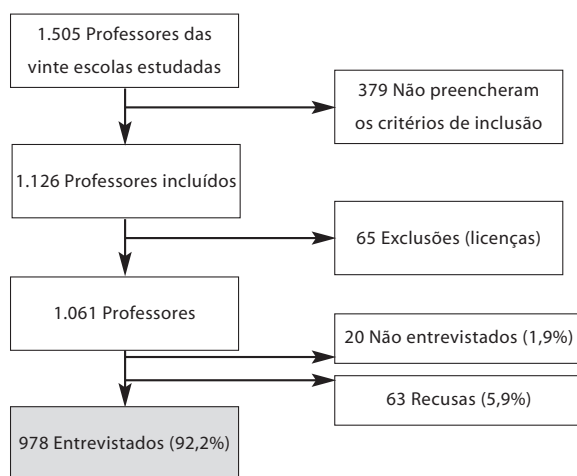 1.505 Professores das
vinte escolas estudadas
379 Não preencheram
os critérios de inclusão
1.126 Professores incluídos
65 Exclusões (licenças)
1.061 Professores
20 Não entrevistados (1,9%)
63 Recusas (5,9%)
978 Entrevistados (92,2%)